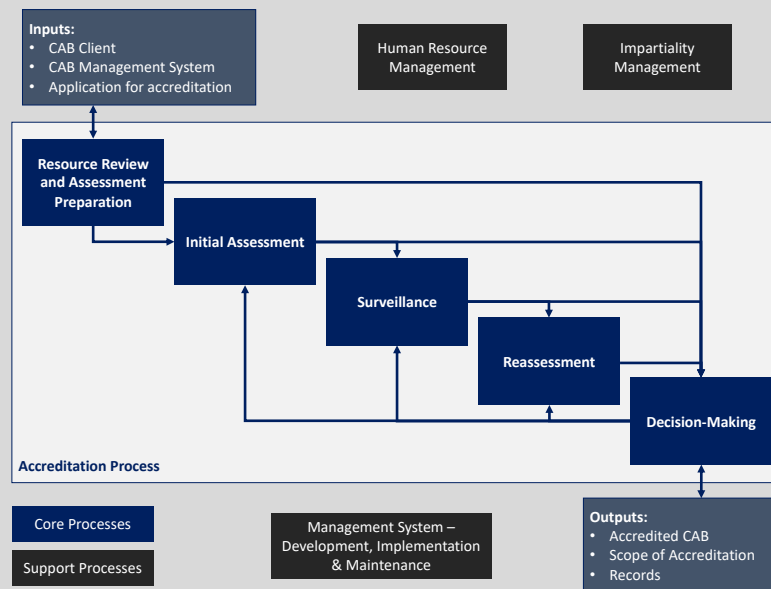 Inputs:
• CAB Client
• CAB Management System
• Application for accreditation
Human Resource
Management
Impartiality
Management
Resource Review
and Assessment
Preparation
Initial Assessment
Surveillance
Reassessment
Decision-Making
Accreditation Process
Core Processes
Support Processes
Management System –
Development, Implementation
& Maintenance
Outputs:
• Accredited CAB
• Scope of Accreditation
• Records